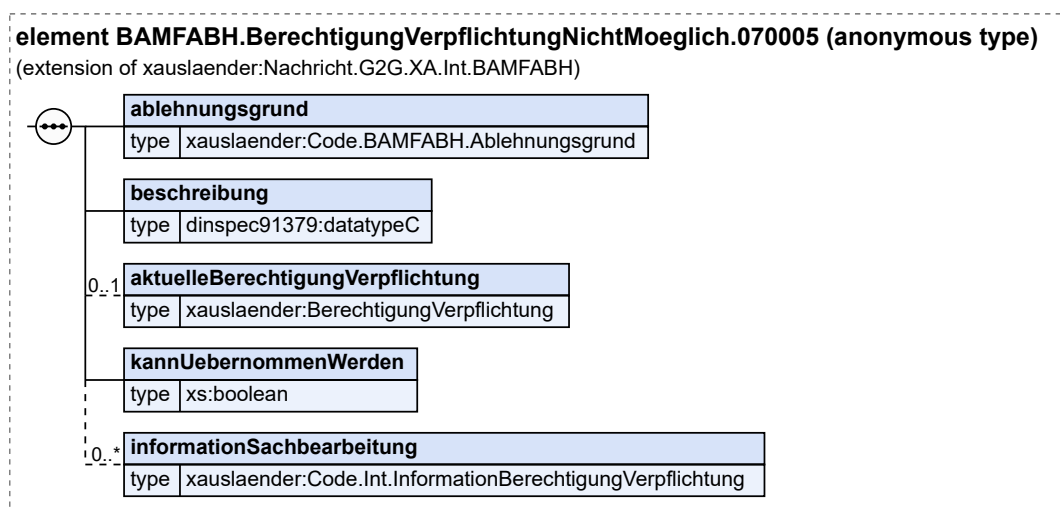 element BAMFABH.BerechtigungVerpflichtungNichtMoeglich.070005 (anonymous type)
(extension of xauslaender:Nachricht.G2G.XA.Int.BAMFABH)
ablehnungsgrund
type xauslaender:Code.BAMFABH.Ablehnungsgrund
beschreibung
type dinspec91379:datatypeC
0..1 aktuelleBerechtigungVerpflichtung
type xauslaender:BerechtigungVerpflichtung
kannUebernommenWerden
type xs:boolean
0..* informationSachbearbeitung
type xauslaender:Code.Int.InformationBerechtigungVerpflichtung